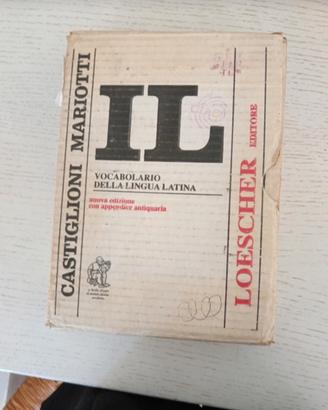 CASTIGLIONI MARIOTTI
IL
VOCABOLARIO
DELLA LINGUA LATINA
nuova edizione
con appendice antiquaria
LOESCHER EDITORE